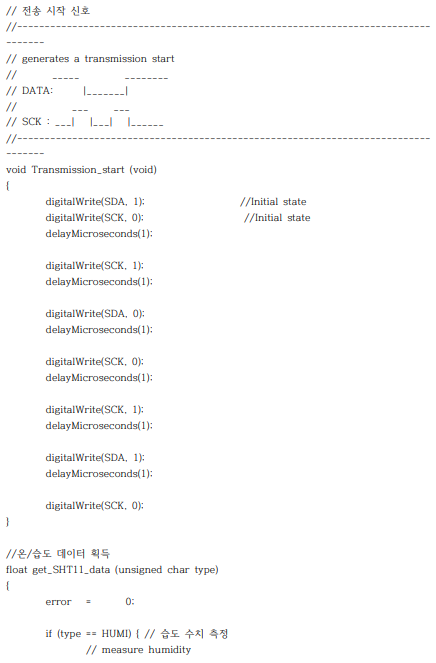 // 전송 시작 신호
//----------------------------------------------------------------------
-------
// generates a transmission start
//       _____         ________
// DATA:      |_______|
//           ___     ___
// SCK : ___|   |___|   |______
//----------------------------------------------------------------------
-------
void Transmission_start (void)
{
digitalWrite(SDA, 1); //Initial state
digitalWrite(SCK, 0); //Initial state
delayMicroseconds(1);
digitalWrite(SCK, 1);
delayMicroseconds(1);
digitalWrite(SDA, 0);
delayMicroseconds(1);
digitalWrite(SCK, 0);
delayMicroseconds(1);
digitalWrite(SCK, 1);
delayMicroseconds(1);
digitalWrite(SDA, 1);
delayMicroseconds(1);
digitalWrite(SCK, 0);
}
//온/습도 데이터 획득
float get_SHT11_data (unsigned char type)
{
error = 0;
if (type == HUMI) { // 습도 수치 측정
// measure humidity